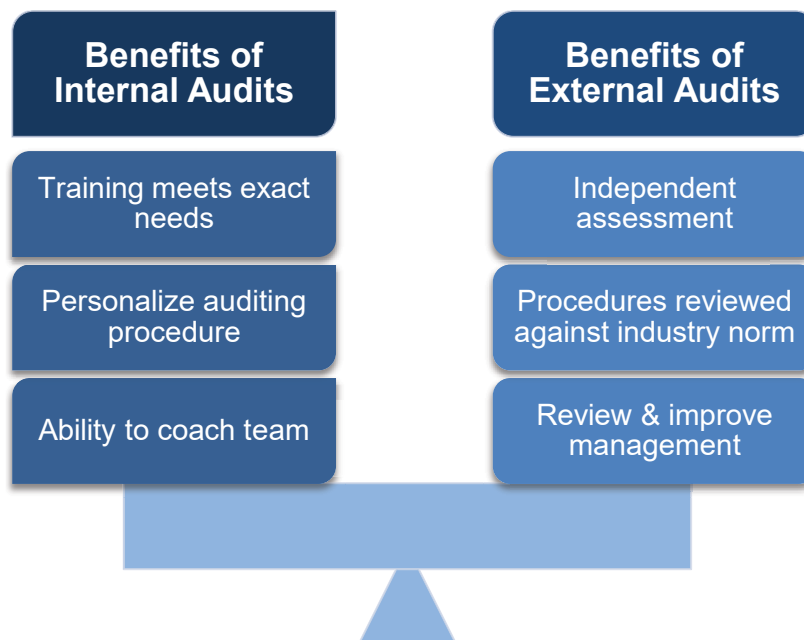 Benefits of
Internal Audits
Training meets exact
needs
Personalize auditing
procedure
Ability to coach team
Benefits of
External Audits
Independent
assessment
Procedures reviewed
against industry norm
Review & improve
management